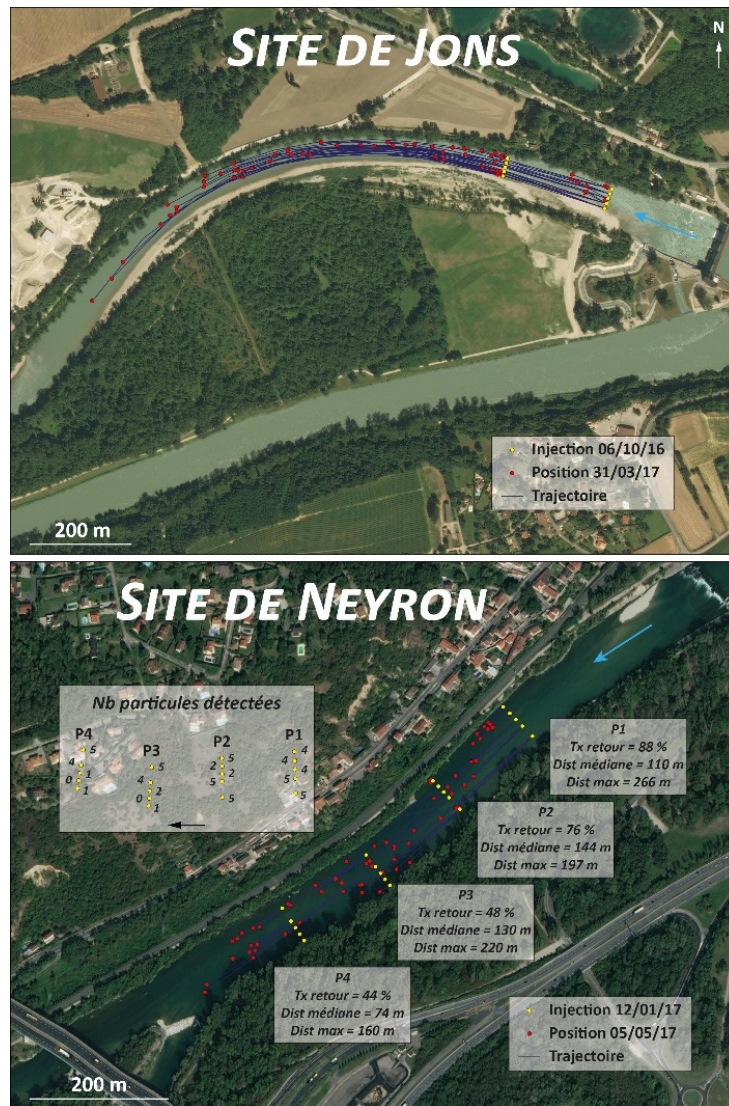 SITE DE JONS
N
Injection 06/10/16
Position 31/03/17
Trajectoire
200 m
SITE DE NEYRON
Nb particules détectées
P4
5
4
1
0
1
P3
5
4
2
0
1
P2
5
2
2
5
5
P1
4
4
4
5
5
P1
Tx retour = 88 %
Dist médiane = 110 m
Dist max = 266 m
P2
Tx retour = 76 %
Dist médiane = 144 m
Dist max = 197 m
P3
Tx retour = 48 %
Dist médiane = 130 m
Dist max = 220 m
P4
Tx retour = 44 %
Dist médiane = 74 m
Dist max = 160 m
Injection 12/01/17
Position 05/05/17
Trajectoire
200 m